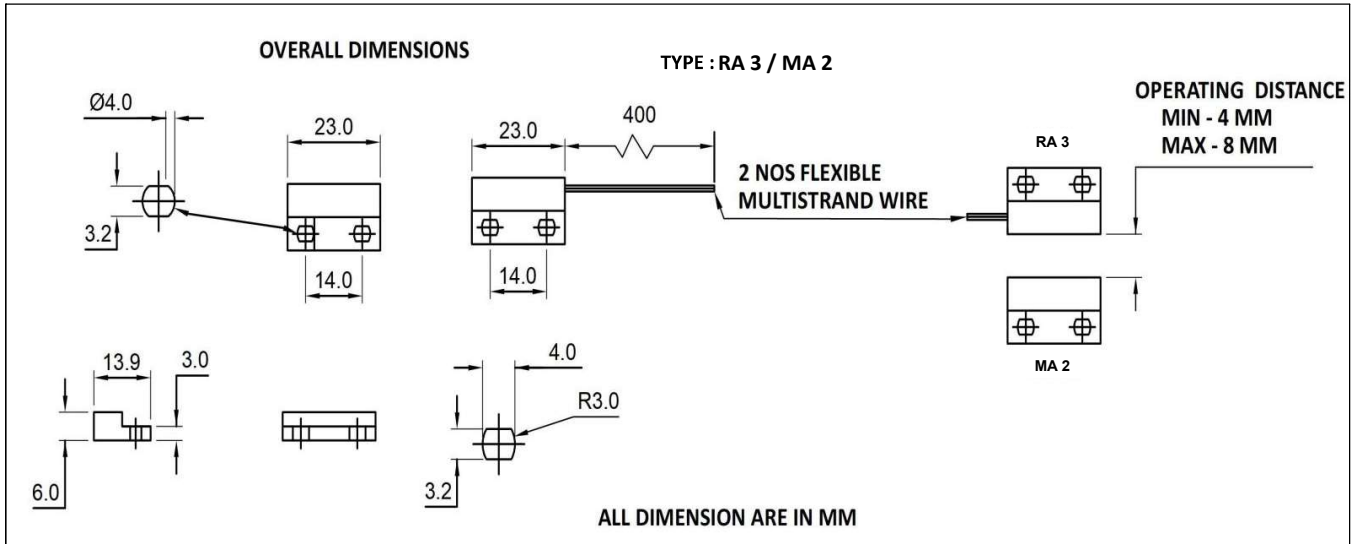 OVERALL DIMENSIONS
TYPE : RA 3 / MA 2
OPERATING DISTANCE
MIN - 4 MM
MAX - 8 MM
Ø4.0
23.0
23.0
400
RA 3
2 NOS FLEXIBLE
MULTISTRAND WIRE
3.2
14.0
14.0
MA 2
13.9
3.0
4.0
R3.0
6.0
3.2
ALL DIMENSION ARE IN MM